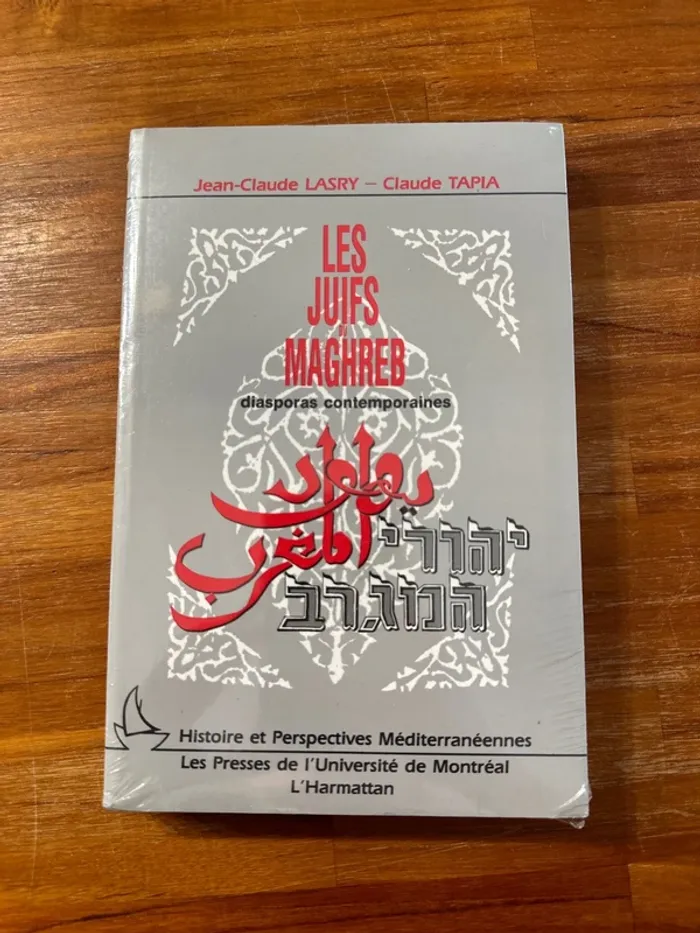 Jean-Claude LASRY – Claude TAPIA
LES
JUIFS
DU
MAGHREB
diasporas contemporaines
يهود
المغرب
יהודי
המגרב
Histoire et Perspectives Méditerranéennes
Les Presses de l'Université de Montréal
L'Harmattan